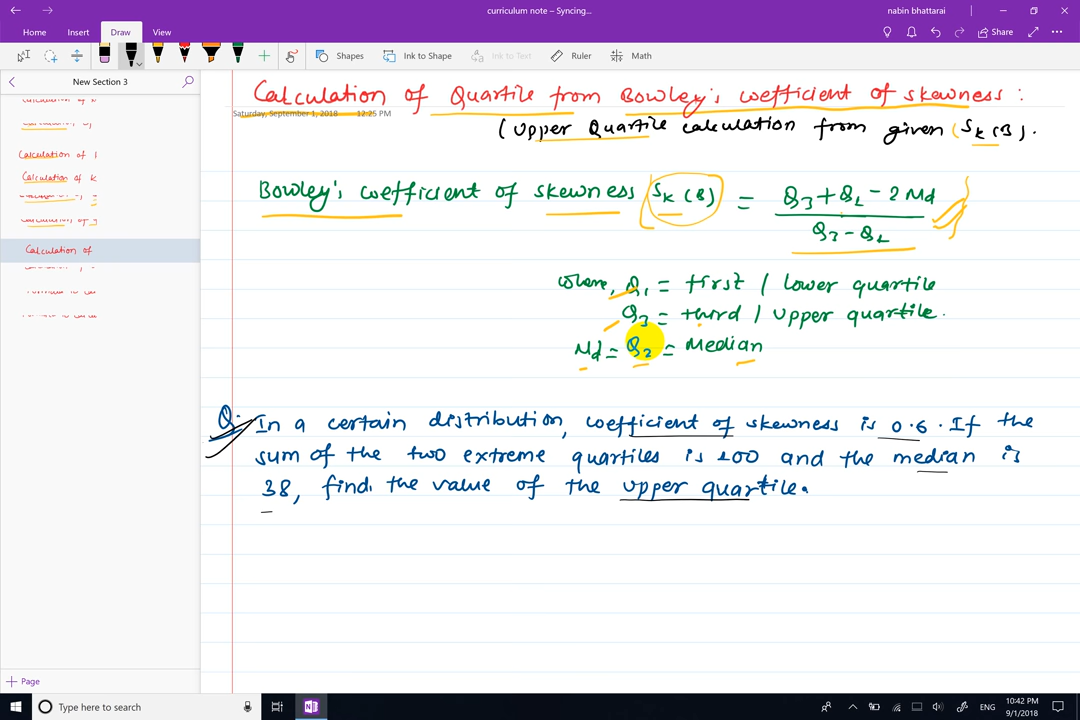 curriculum note – Syncing...
nabin bhattarai
Home Insert Draw View
Share
Shapes Ink to Shape Ink to Text Ruler Math
New Section 3
Calculation of Quartile from Bowley's coefficient of skewness :
Saturday, September 1, 2018 12:25 PM
(Upper Quartile calculation from given (Sk(B).
Calculation of
Calculation of
Calculation of
Bowley's coefficient of skewness Sk(B) = Q3 + Q1 - 2 Md
Q3 - Q1
where, Q1 = first / lower quartile
Q3 = third / upper quartile.
Md = Q2 = Median
Q. In a certain distribution, coefficient of skewness is 0.6. If the
sum of the two extreme quartiles is 100 and the median is
38, find the value of the upper quartile.
+ Page
Type here to search
ENG
10:42 PM
9/1/2018